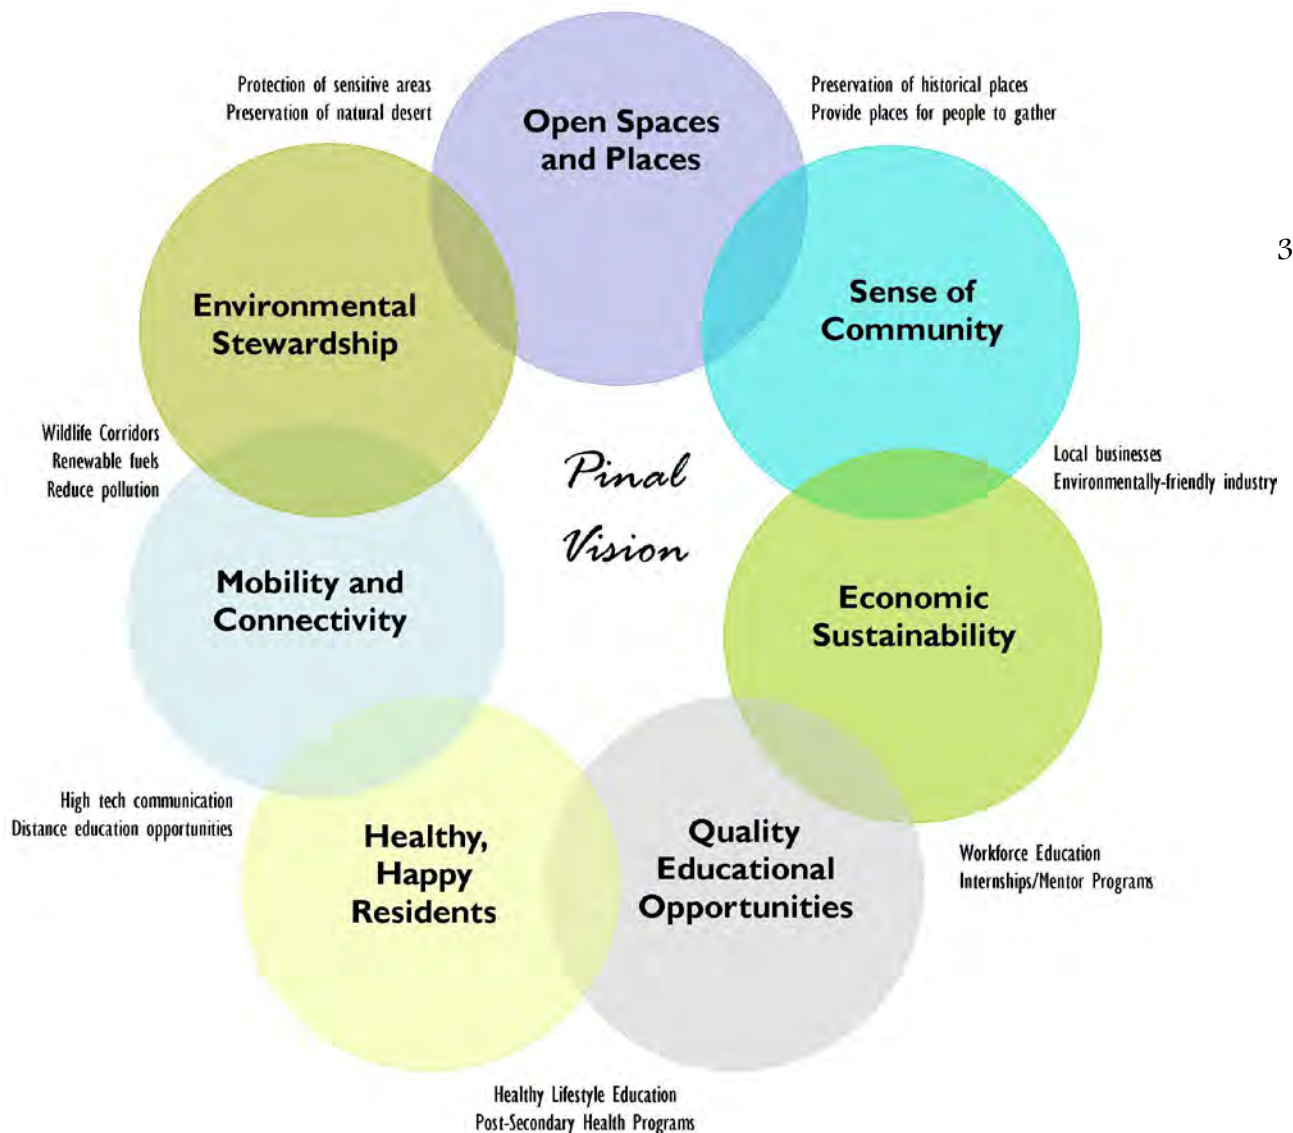 Protection of sensitive areas
Preservation of natural desert
Open Spaces
and Places
Preservation of historical places
Provide places for people to gather
3
Environmental
Stewardship
Sense of
Community
Wildlife Corridors
Renewable fuels
Reduce pollution
Pinal
Vision
Local businesses
Environmentally-friendly industry
Mobility and
Connectivity
Economic
Sustainability
High tech communication
Distance education opportunities
Healthy,
Happy
Residents
Quality
Educational
Opportunities
Workforce Education
Internships/Mentor Programs
Healthy Lifestyle Education
Post-Secondary Health Programs